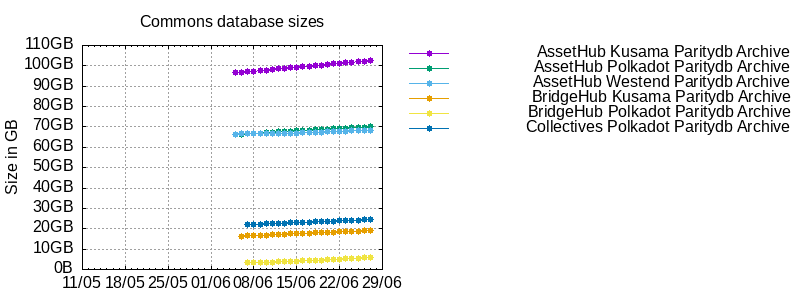 Commons database sizes
Size in GB
110GB
100GB
90GB
80GB
70GB
60GB
50GB
40GB
30GB
20GB
10GB
0B
11/05 18/05 25/05 01/06 08/06 15/06 22/06 29/06
AssetHub Kusama Paritydb Archive
AssetHub Polkadot Paritydb Archive
AssetHub Westend Paritydb Archive
BridgeHub Kusama Paritydb Archive
BridgeHub Polkadot Paritydb Archive
Collectives Polkadot Paritydb Archive